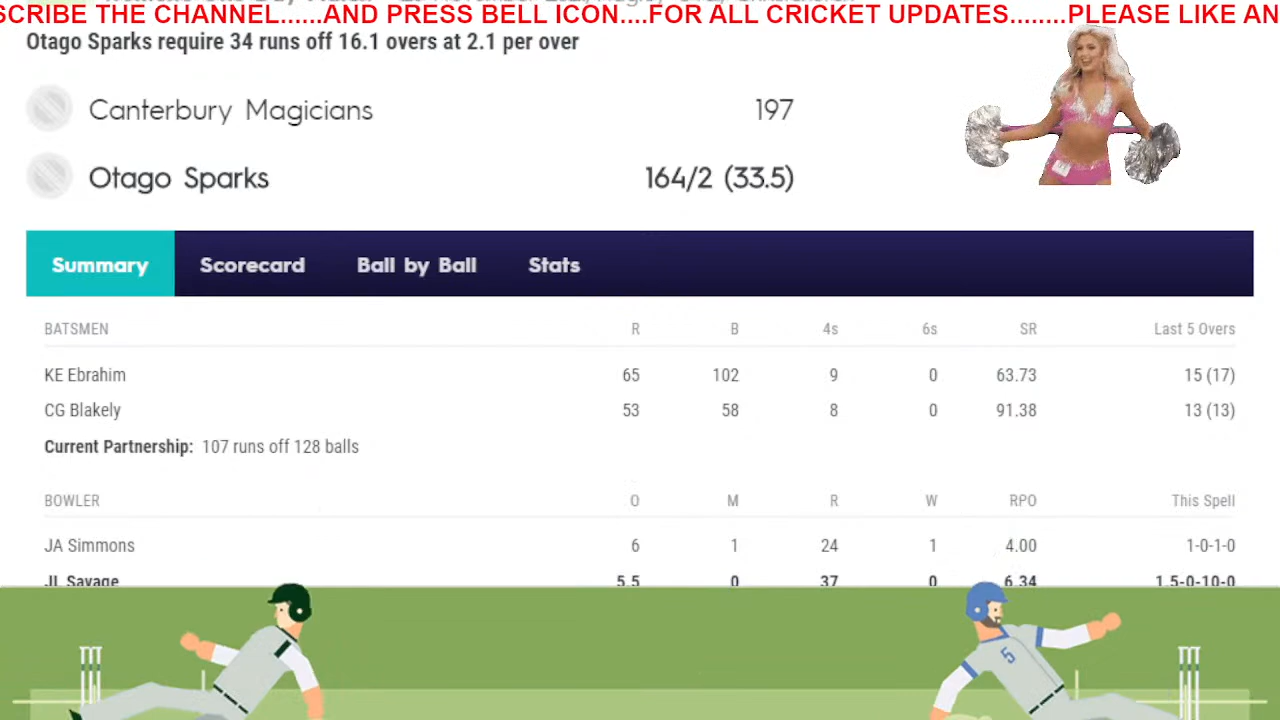 SCRIBE THE CHANNEL......AND PRESS BELL ICON....FOR ALL CRICKET UPDATES........PLEASE LIKE AN
Otago Sparks require 34 runs off 16.1 overs at 2.1 per over
Canterbury Magicians 197
Otago Sparks 164/2 (33.5)
Summary Scorecard Ball by Ball Stats
BATSMEN R B 4s 6s SR Last 5 Overs
KE Ebrahim 65 102 9 0 63.73 15 (17)
CG Blakely 53 58 8 0 91.38 13 (13)
Current Partnership: 107 runs off 128 balls
BOWLER O M R W RPO This Spell
JA Simmons 6 1 24 1 4.00 1-0-1-0
JL Savage 5.5 0 37 0 6.34 1.5-0-10-0
5